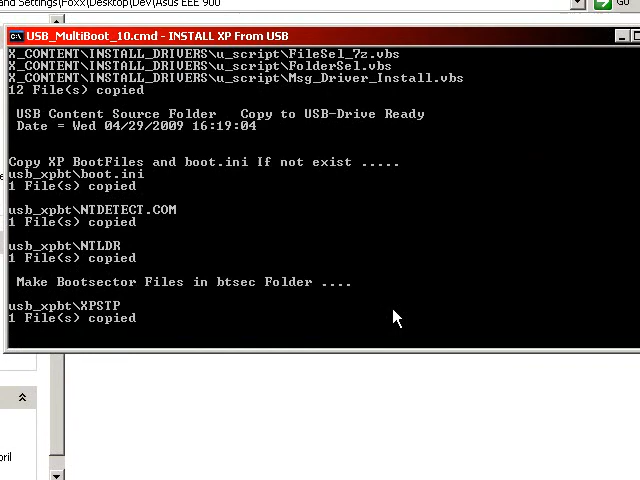 and Settings\Foxx\Desktop\Dev\Asus EEE 900
GO
USB_MultiBoot_10.cmd - INSTALL XP From USB
X_CONTENT\INSTALL_DRIVERS\u_script\FileSel_7z.vbs
X_CONTENT\INSTALL_DRIVERS\u_script\FolderSel.vbs
X_CONTENT\INSTALL_DRIVERS\u_script\Msg_Driver_Install.vbs
12 File(s) copied
USB Content Source Folder   Copy to USB-Drive Ready
Date = Wed 04/29/2009 16:19:04
Copy XP BootFiles and boot.ini If not exist .....
usb_xpbt\boot.ini
1 File(s) copied
usb_xpbt\NTDETECT.COM
1 File(s) copied
usb_xpbt\NTLDR
1 File(s) copied
Make Bootsector Files in btsec Folder ....
usb_xpbt\XPSTP
1 File(s) copied
pril